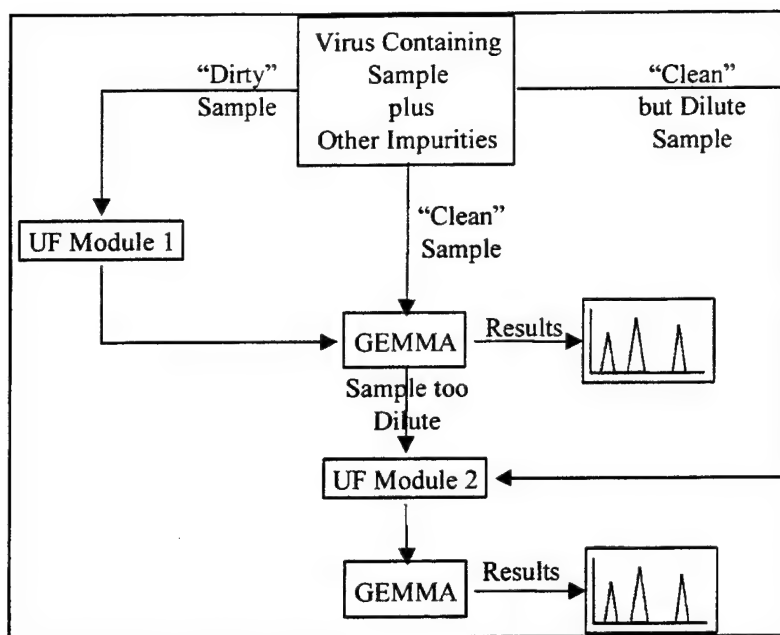 Virus Containing
Sample
plus
Other Impurities
“Dirty”
Sample
“Clean”
but Dilute
Sample
“Clean”
Sample
UF Module 1
GEMMA
Results
Sample too
Dilute
UF Module 2
GEMMA
Results